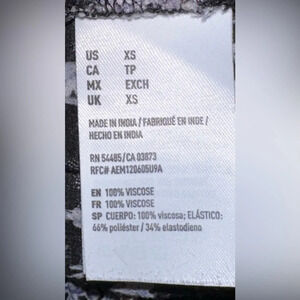 US XS
CA TP
MX EXCH
UK XS
MADE IN INDIA / FABRIQUÉ EN INDE /
HECHO EN INDIA
RN 54485/CA 03873
RFC# AEM120605U9A
EN 100% VISCOSE
FR 100% VISCOSE
SP CUERPO: 100% viscosa; ELÁSTICO:
66% poliéster / 34% elastodieno